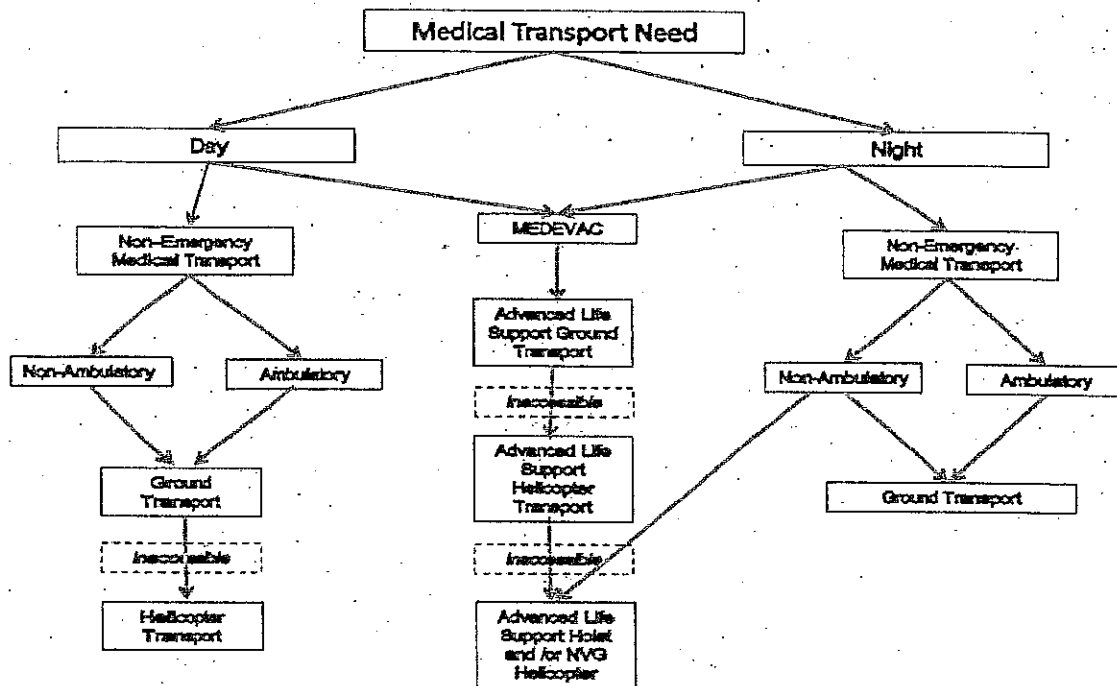 Medical Transport Need
Day
Night
Non-Emergency
Medical Transport
MEDEVAC
Non-Emergency
Medical Transport
Advanced Life
Support Ground
Transport
Non-Ambulatory
Ambulatory
Non-Ambulatory
Ambulatory
Inaccessible
Advanced Life
Support
Helicopter
Transport
Ground
Transport
Ground Transport
Inaccessible
Inaccessible
Helicopter
Transport
Advanced Life
Support Hoist
and /or NVG
Helicopter